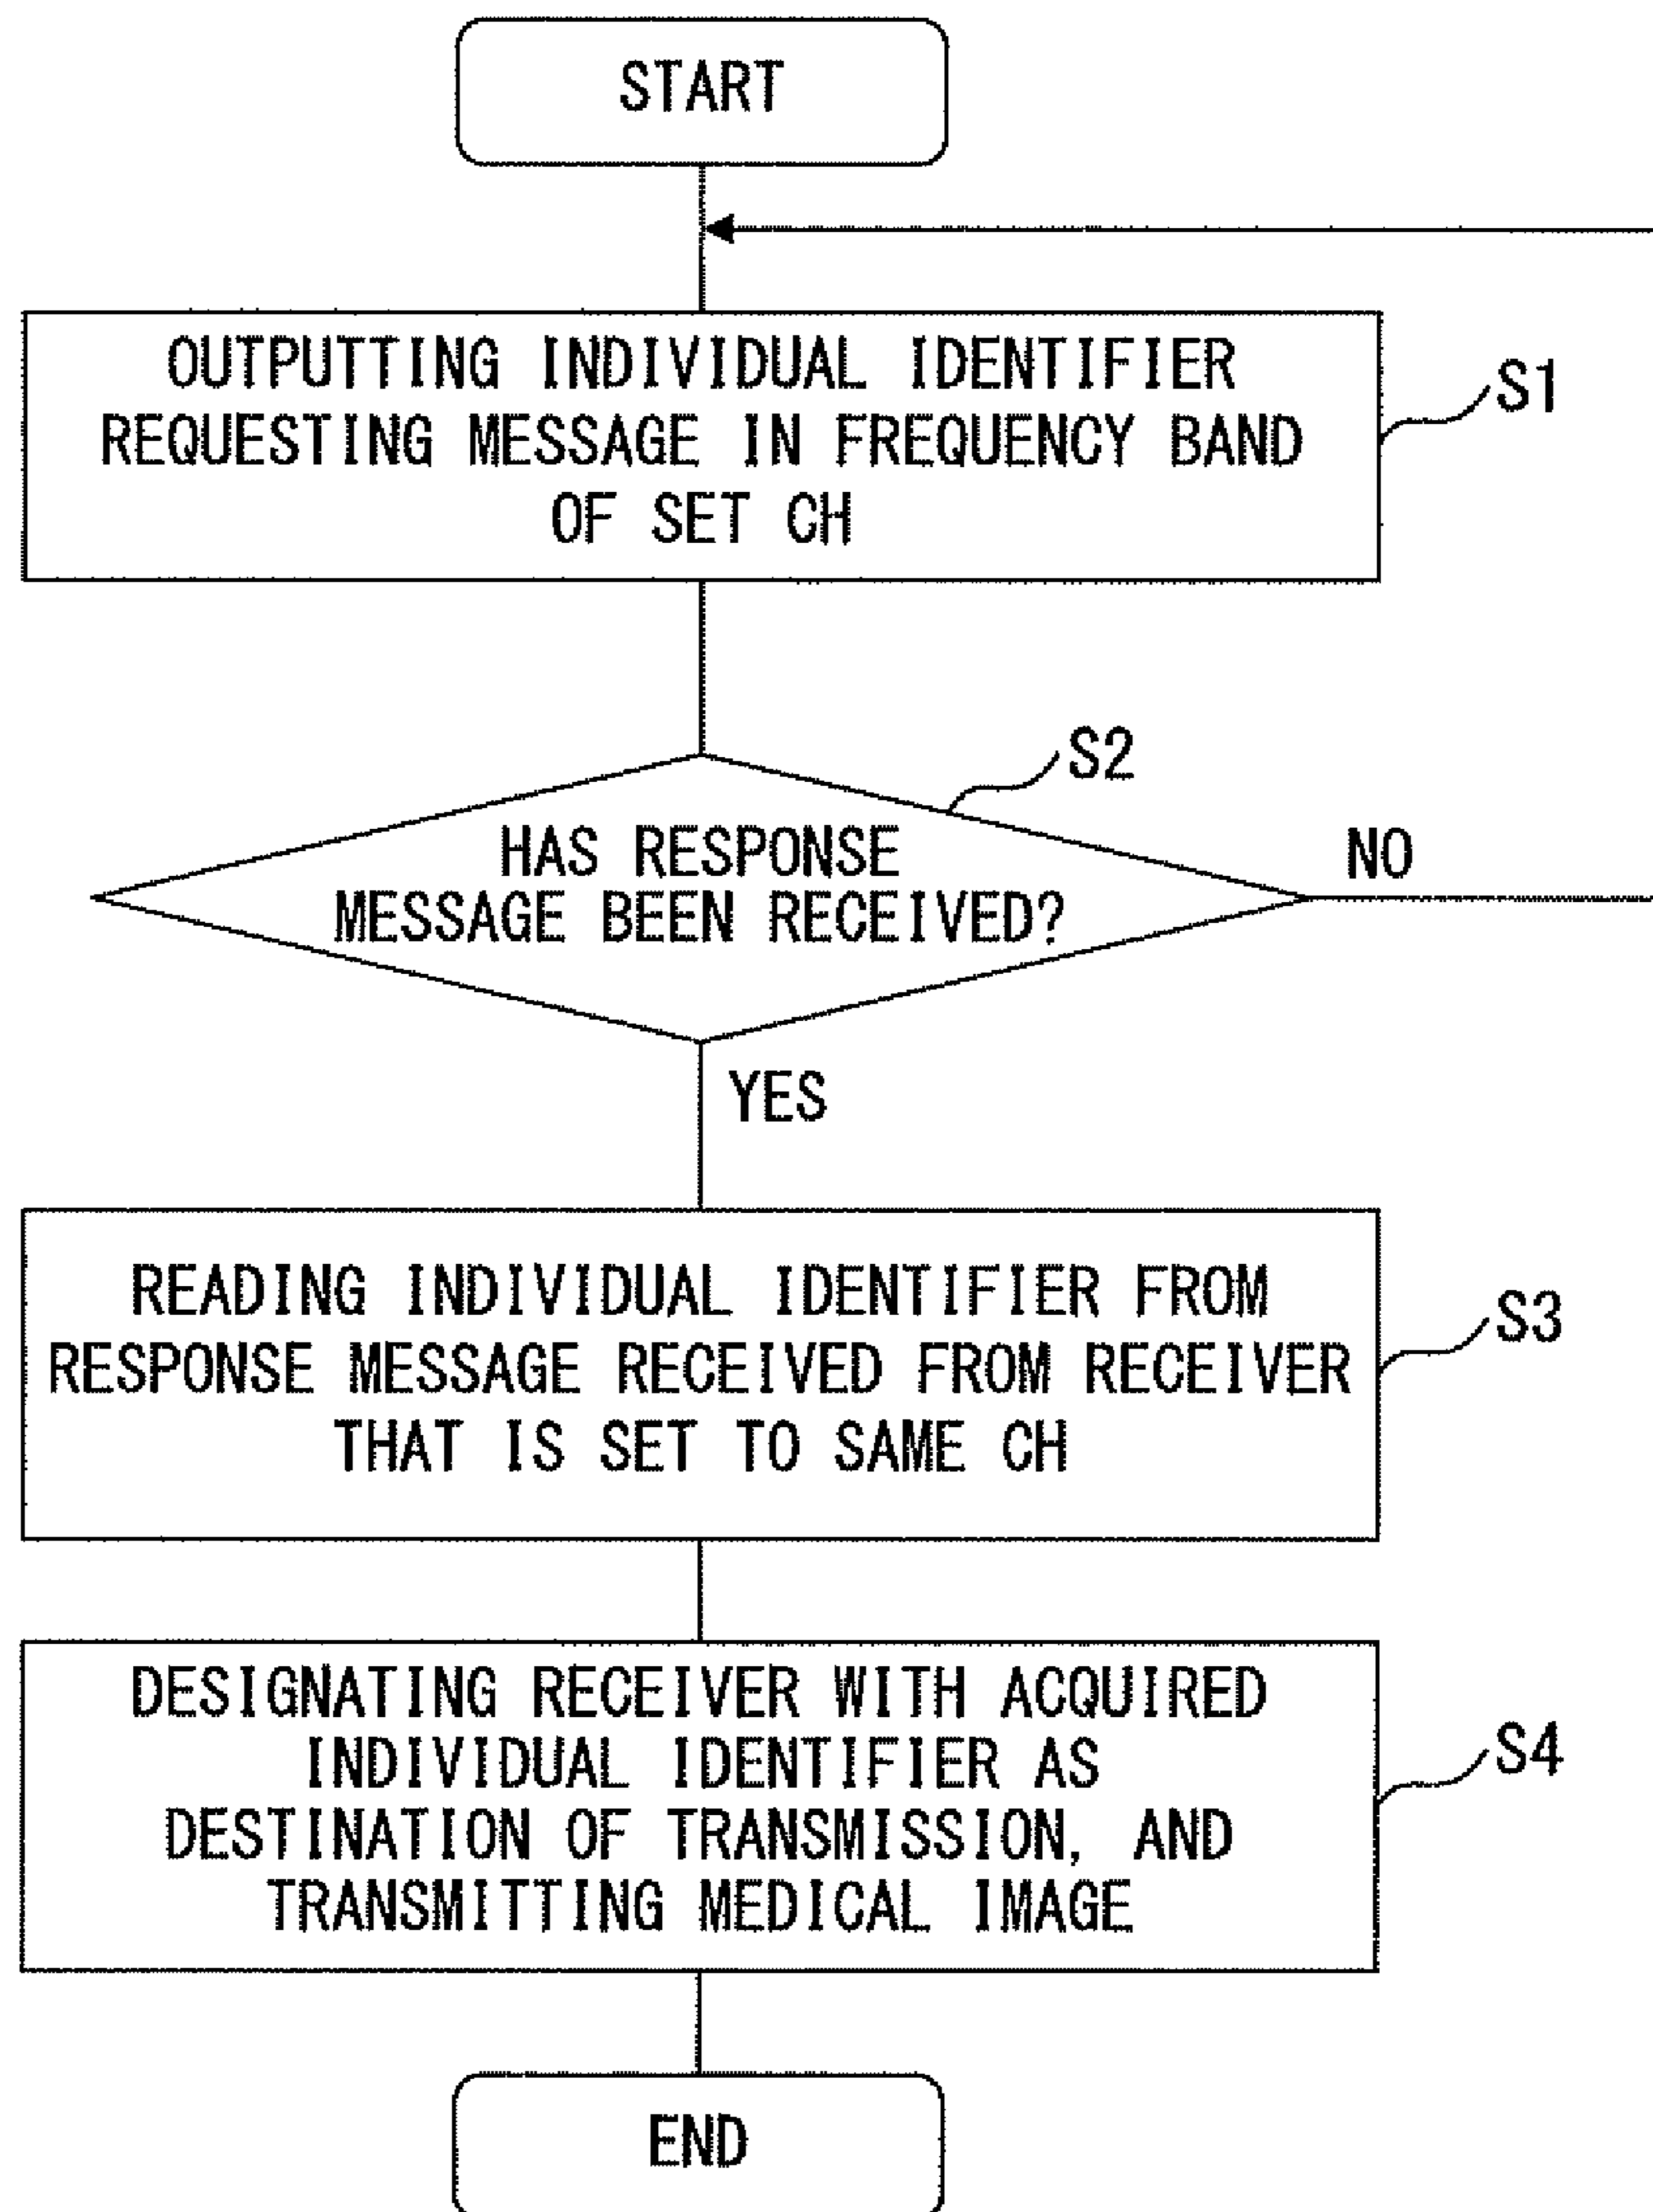 START
OUTPUTTING INDIVIDUAL IDENTIFIER
REQUESTING MESSAGE IN FREQUENCY BAND
OF SET CH
S1
S2
HAS RESPONSE
MESSAGE BEEN RECEIVED?
NO
YES
READING INDIVIDUAL IDENTIFIER FROM
RESPONSE MESSAGE RECEIVED FROM RECEIVER
THAT IS SET TO SAME CH
S3
DESIGNATING RECEIVER WITH ACQUIRED
INDIVIDUAL IDENTIFIER AS
DESTINATION OF TRANSMISSION, AND
TRANSMITTING MEDICAL IMAGE
S4
END